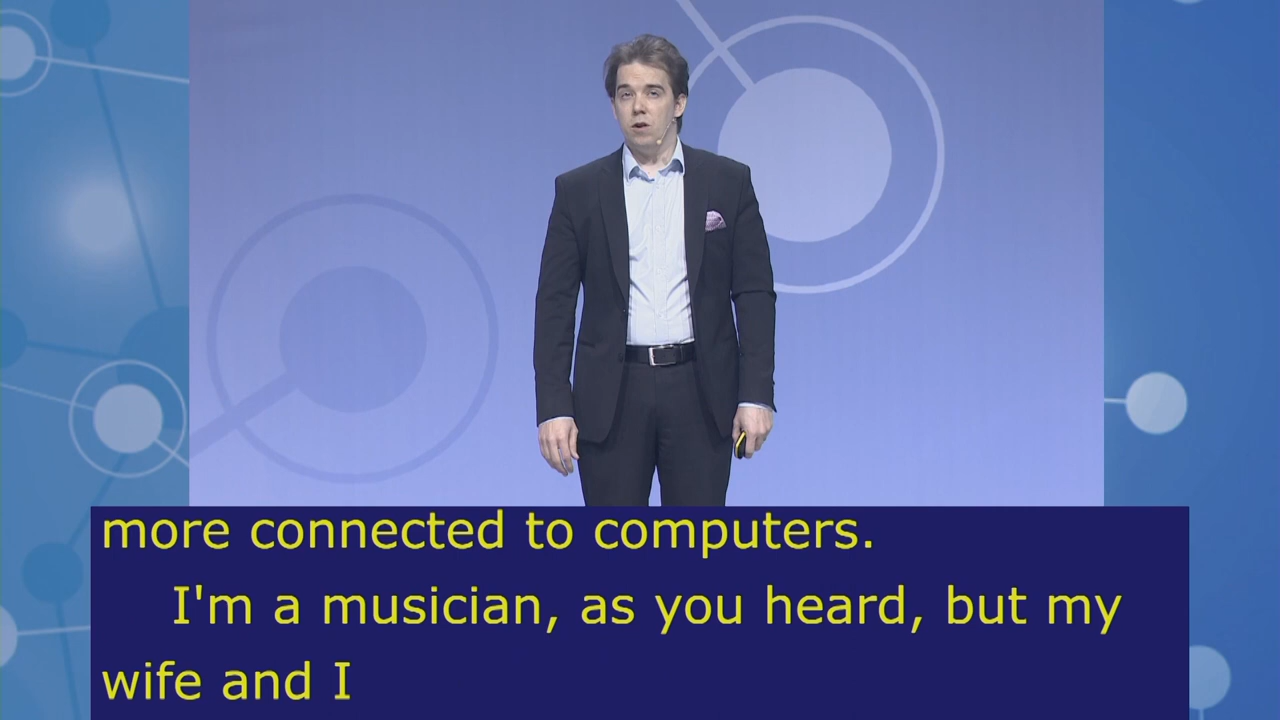 more connected to computers.
I'm a musician, as you heard, but my
wife and I